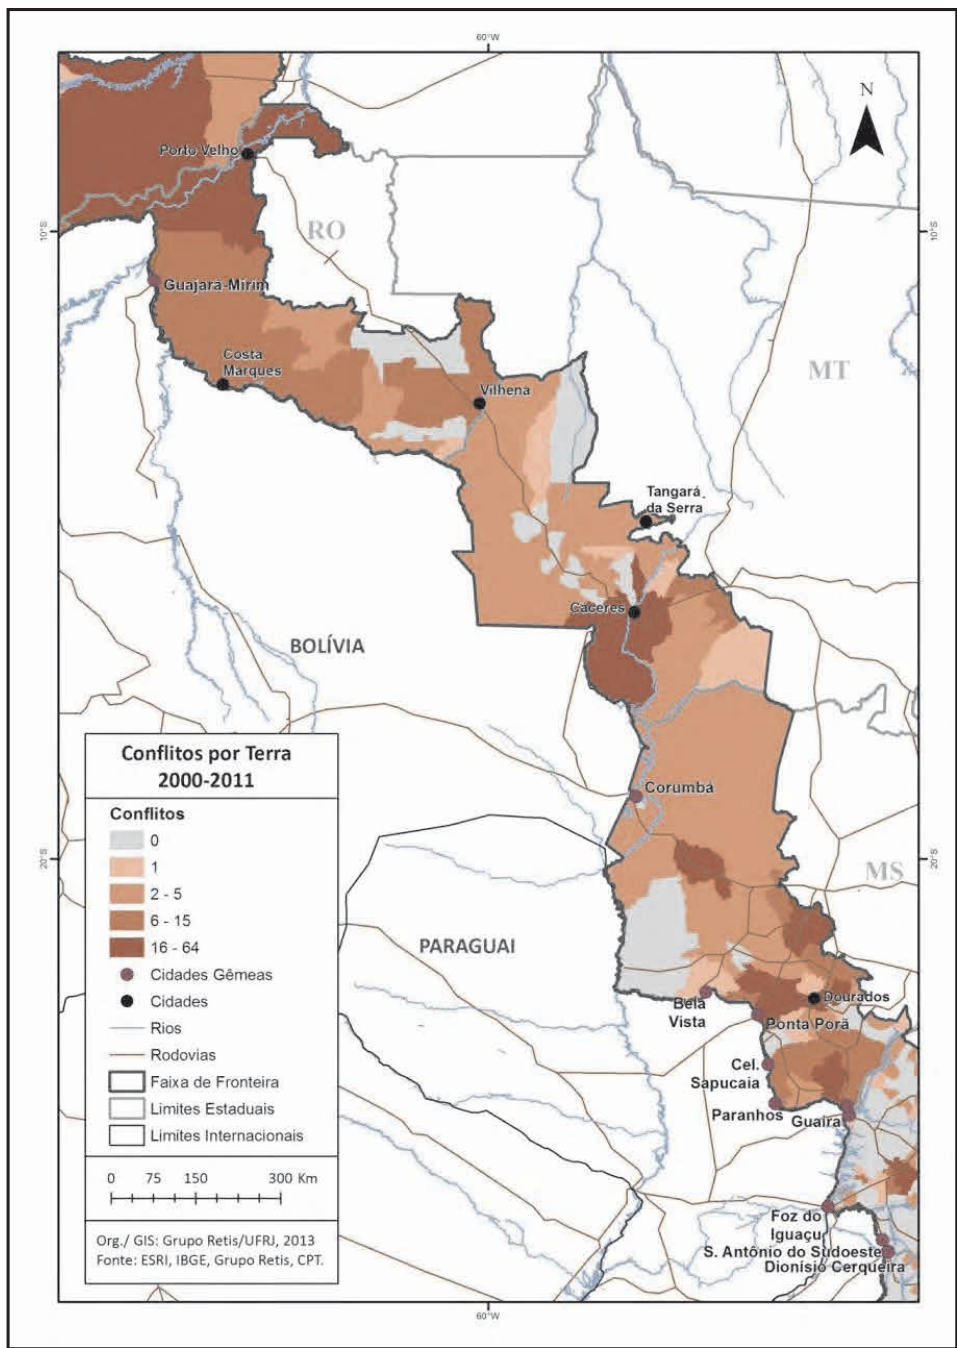 60°W
N
Porto Velho
10°S
10°S
RO
Guajará-Mirim
MT
Costa
Marques
Vilhena
Tangará
da Serra
Cáceres
BOLÍVIA
Conflitos por Terra
2000-2011
Conflitos
0
1
2 - 5
6 - 15
16 - 64
Cidades Gêmeas
Cidades
Rios
Rodovias
Faixa de Fronteira
Limites Estaduais
Limites Internacionais
0 75 150 300 Km
Org./ GIS: Grupo Retis/UFRJ, 2013
Fonte: ESRI, IBGE, Grupo Retis, CPT.
Corumbá
20°S
20°S
MS
PARAGUAI
Bela
Vista
Dourados
Ponta Porã
Cel.
Sapucaia
Paranhos
Guaíra
Foz do
Iguaçu
S. Antônio do Sudoeste
Dionísio Cerqueira
60°W